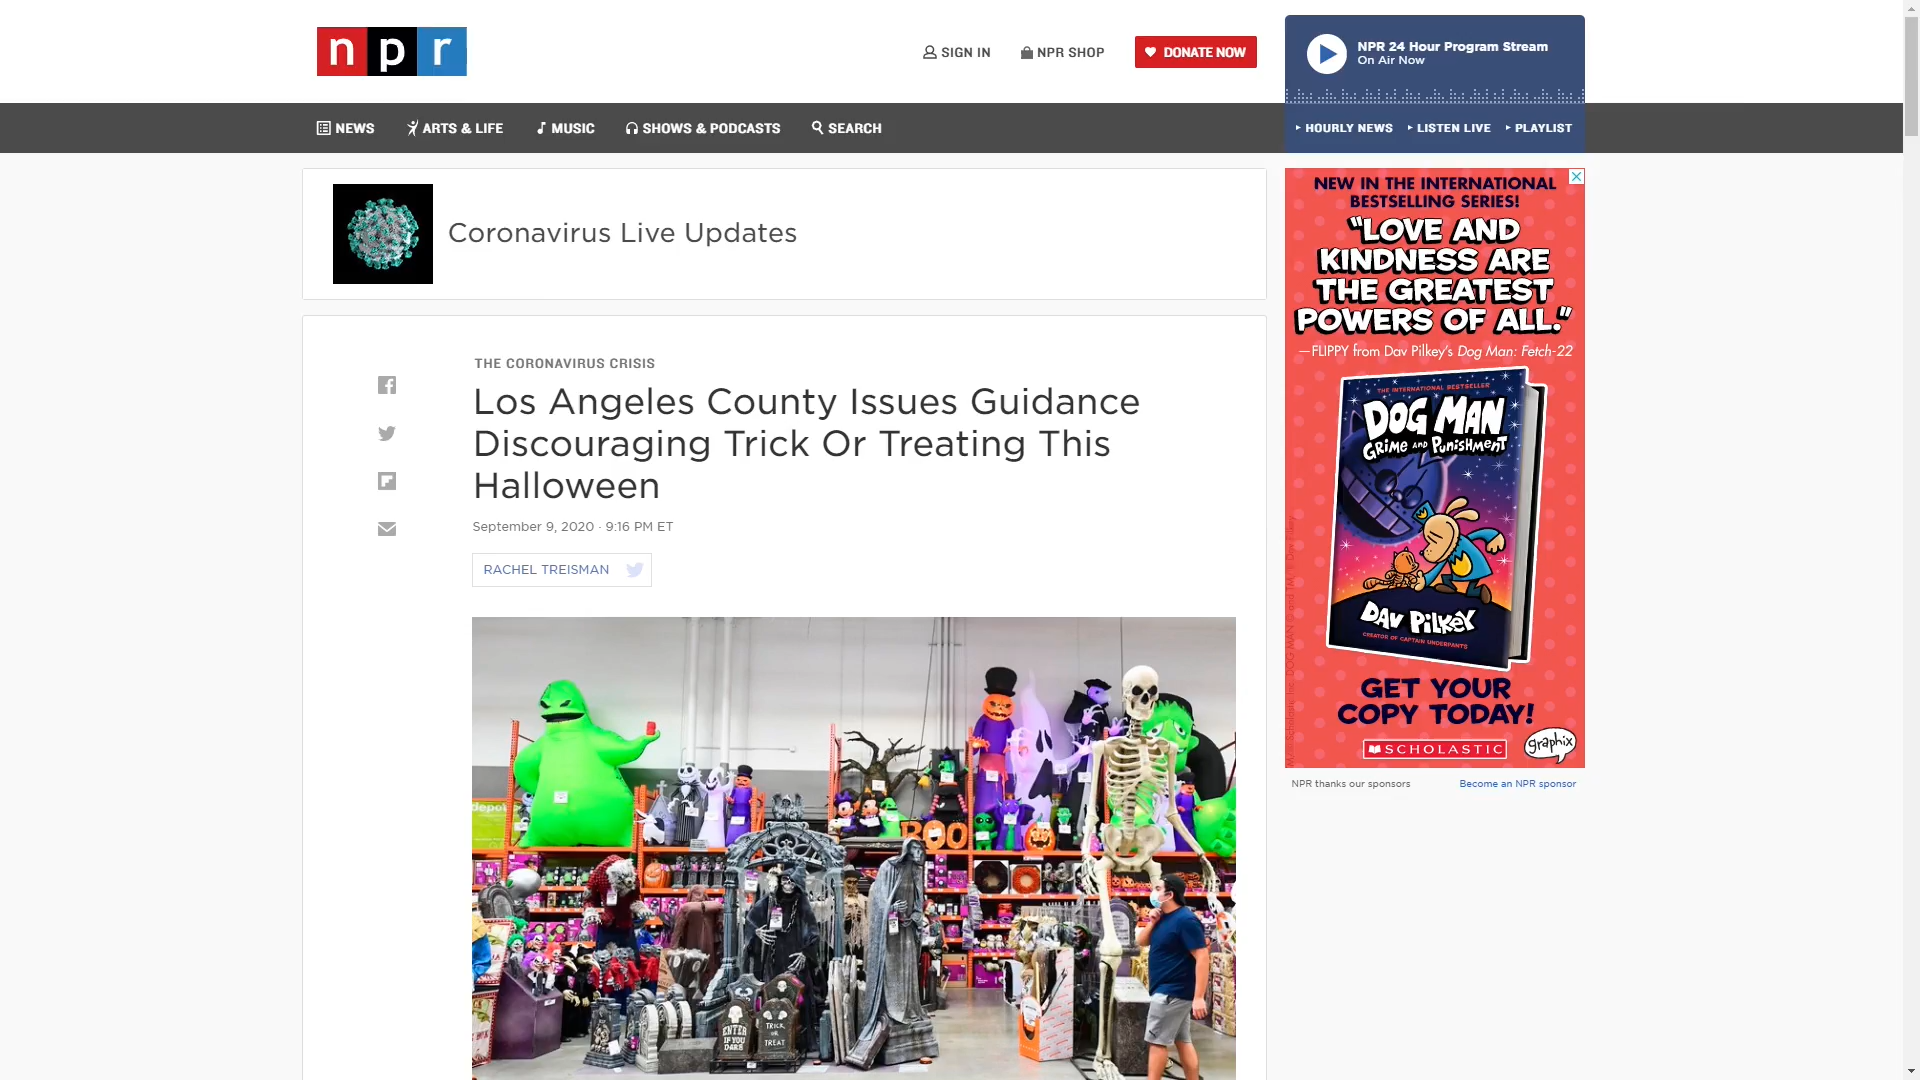 npr
SIGN IN
NPR SHOP
DONATE NOW
NPR 24 Hour Program Stream
On Air Now
NEWS
ARTS & LIFE
MUSIC
SHOWS & PODCASTS
SEARCH
HOURLY NEWS
LISTEN LIVE
PLAYLIST
Coronavirus Live Updates
THE CORONAVIRUS CRISIS
Los Angeles County Issues Guidance
Discouraging Trick Or Treating This
Halloween
September 9, 2020 · 9:16 PM ET
RACHEL TREISMAN
BOO
ENTER
IF YOU
DARE
TRICK
OR
TREAT
NEW IN THE INTERNATIONAL
BESTSELLING SERIES!
"LOVE AND
KINDNESS ARE
THE GREATEST
POWERS OF ALL."
—FLIPPY from Dav Pilkey's Dog Man: Fetch-22
THE INTERNATIONAL BESTSELLER
DOG MAN
GRIME AND PUNISHMENT
DAV PILKEY
CREATOR OF CAPTAIN UNDERPANTS
GET YOUR
COPY TODAY!
SCHOLASTIC
graphix
NPR thanks our sponsors
Become an NPR sponsor